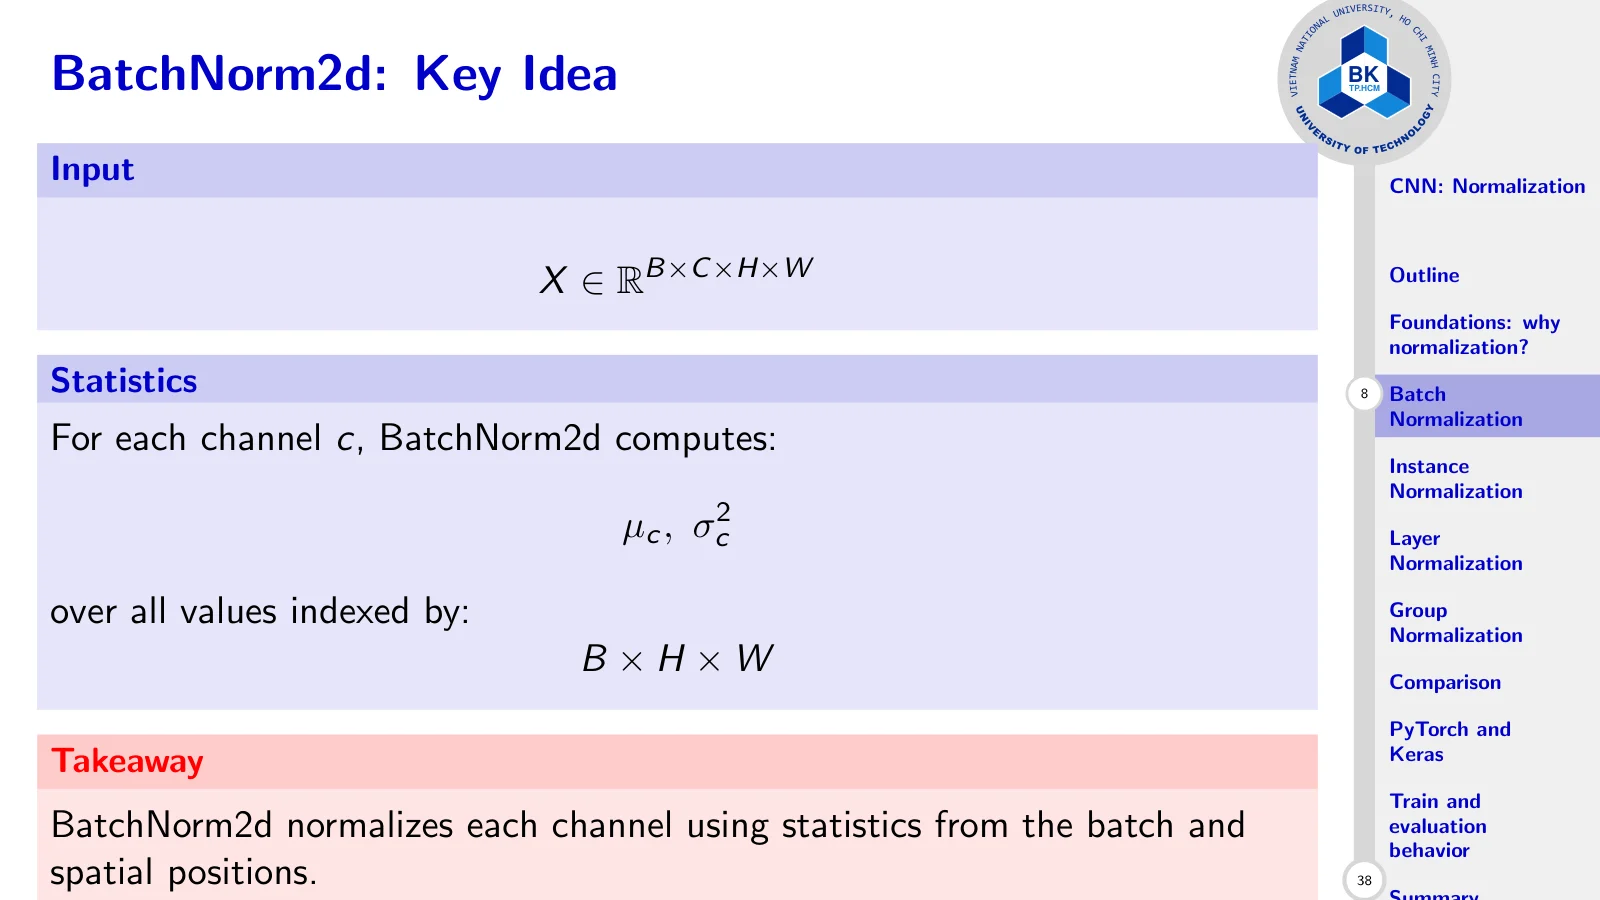 BatchNorm2d: Key Idea
VIETNAM NATIONAL UNIVERSITY, HO CHI MINH CITY
BK
TP.HCM
UNIVERSITY OF TECHNOLOGY
Input
X ∈ ℝ^{B×C×H×W}
Statistics
For each channel c, BatchNorm2d computes:
μ_c, σ_c^2
over all values indexed by:
B × H × W
Takeaway
BatchNorm2d normalizes each channel using statistics from the batch and
spatial positions.
CNN: Normalization
Outline
Foundations: why
normalization?
8
Batch
Normalization
Instance
Normalization
Layer
Normalization
Group
Normalization
Comparison
PyTorch and
Keras
Train and
evaluation
behavior
38
Summary